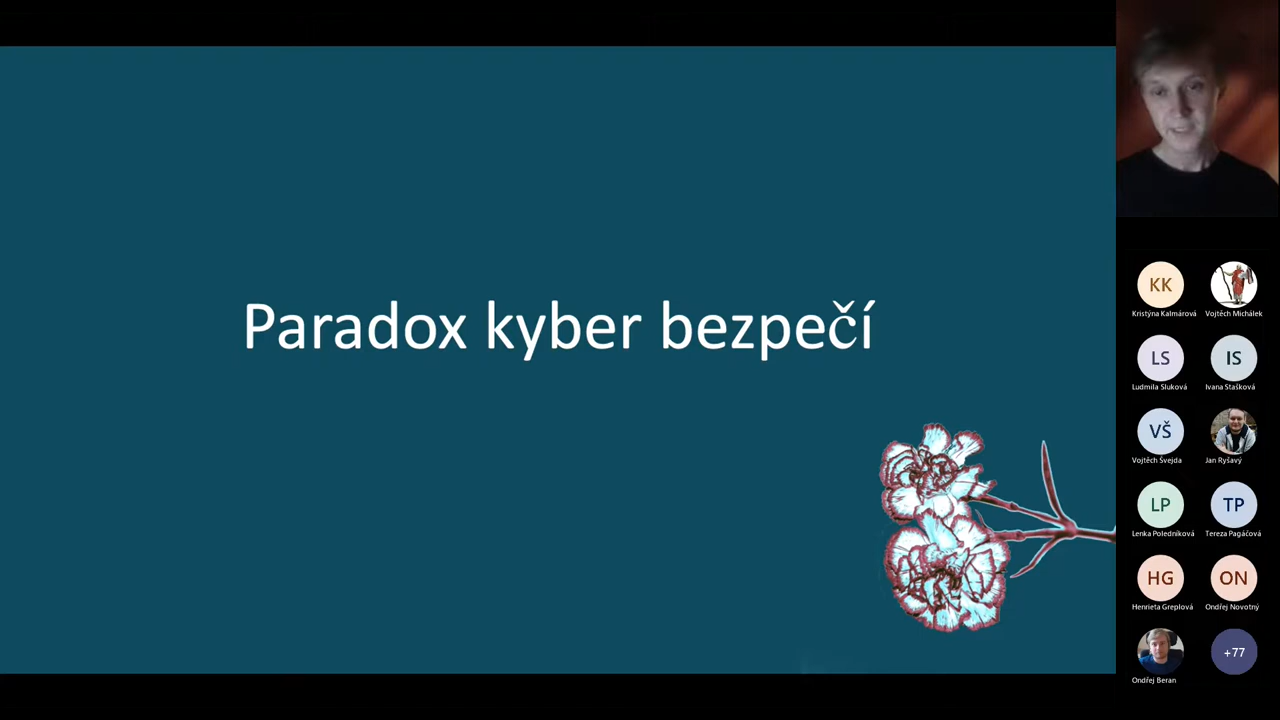 Paradox kyber bezpečí
KK
Kristýna Kalmárová
Vojtěch Michálek
LS
Ludmila Sluková
IS
Ivana Stašková
VŠ
Vojtěch Švejda
Jan Ryšavý
LP
Lenka Poledníková
TP
Tereza Pagáčová
HG
Henrieta Greplová
ON
Ondřej Novotný
Ondřej Beran
+77